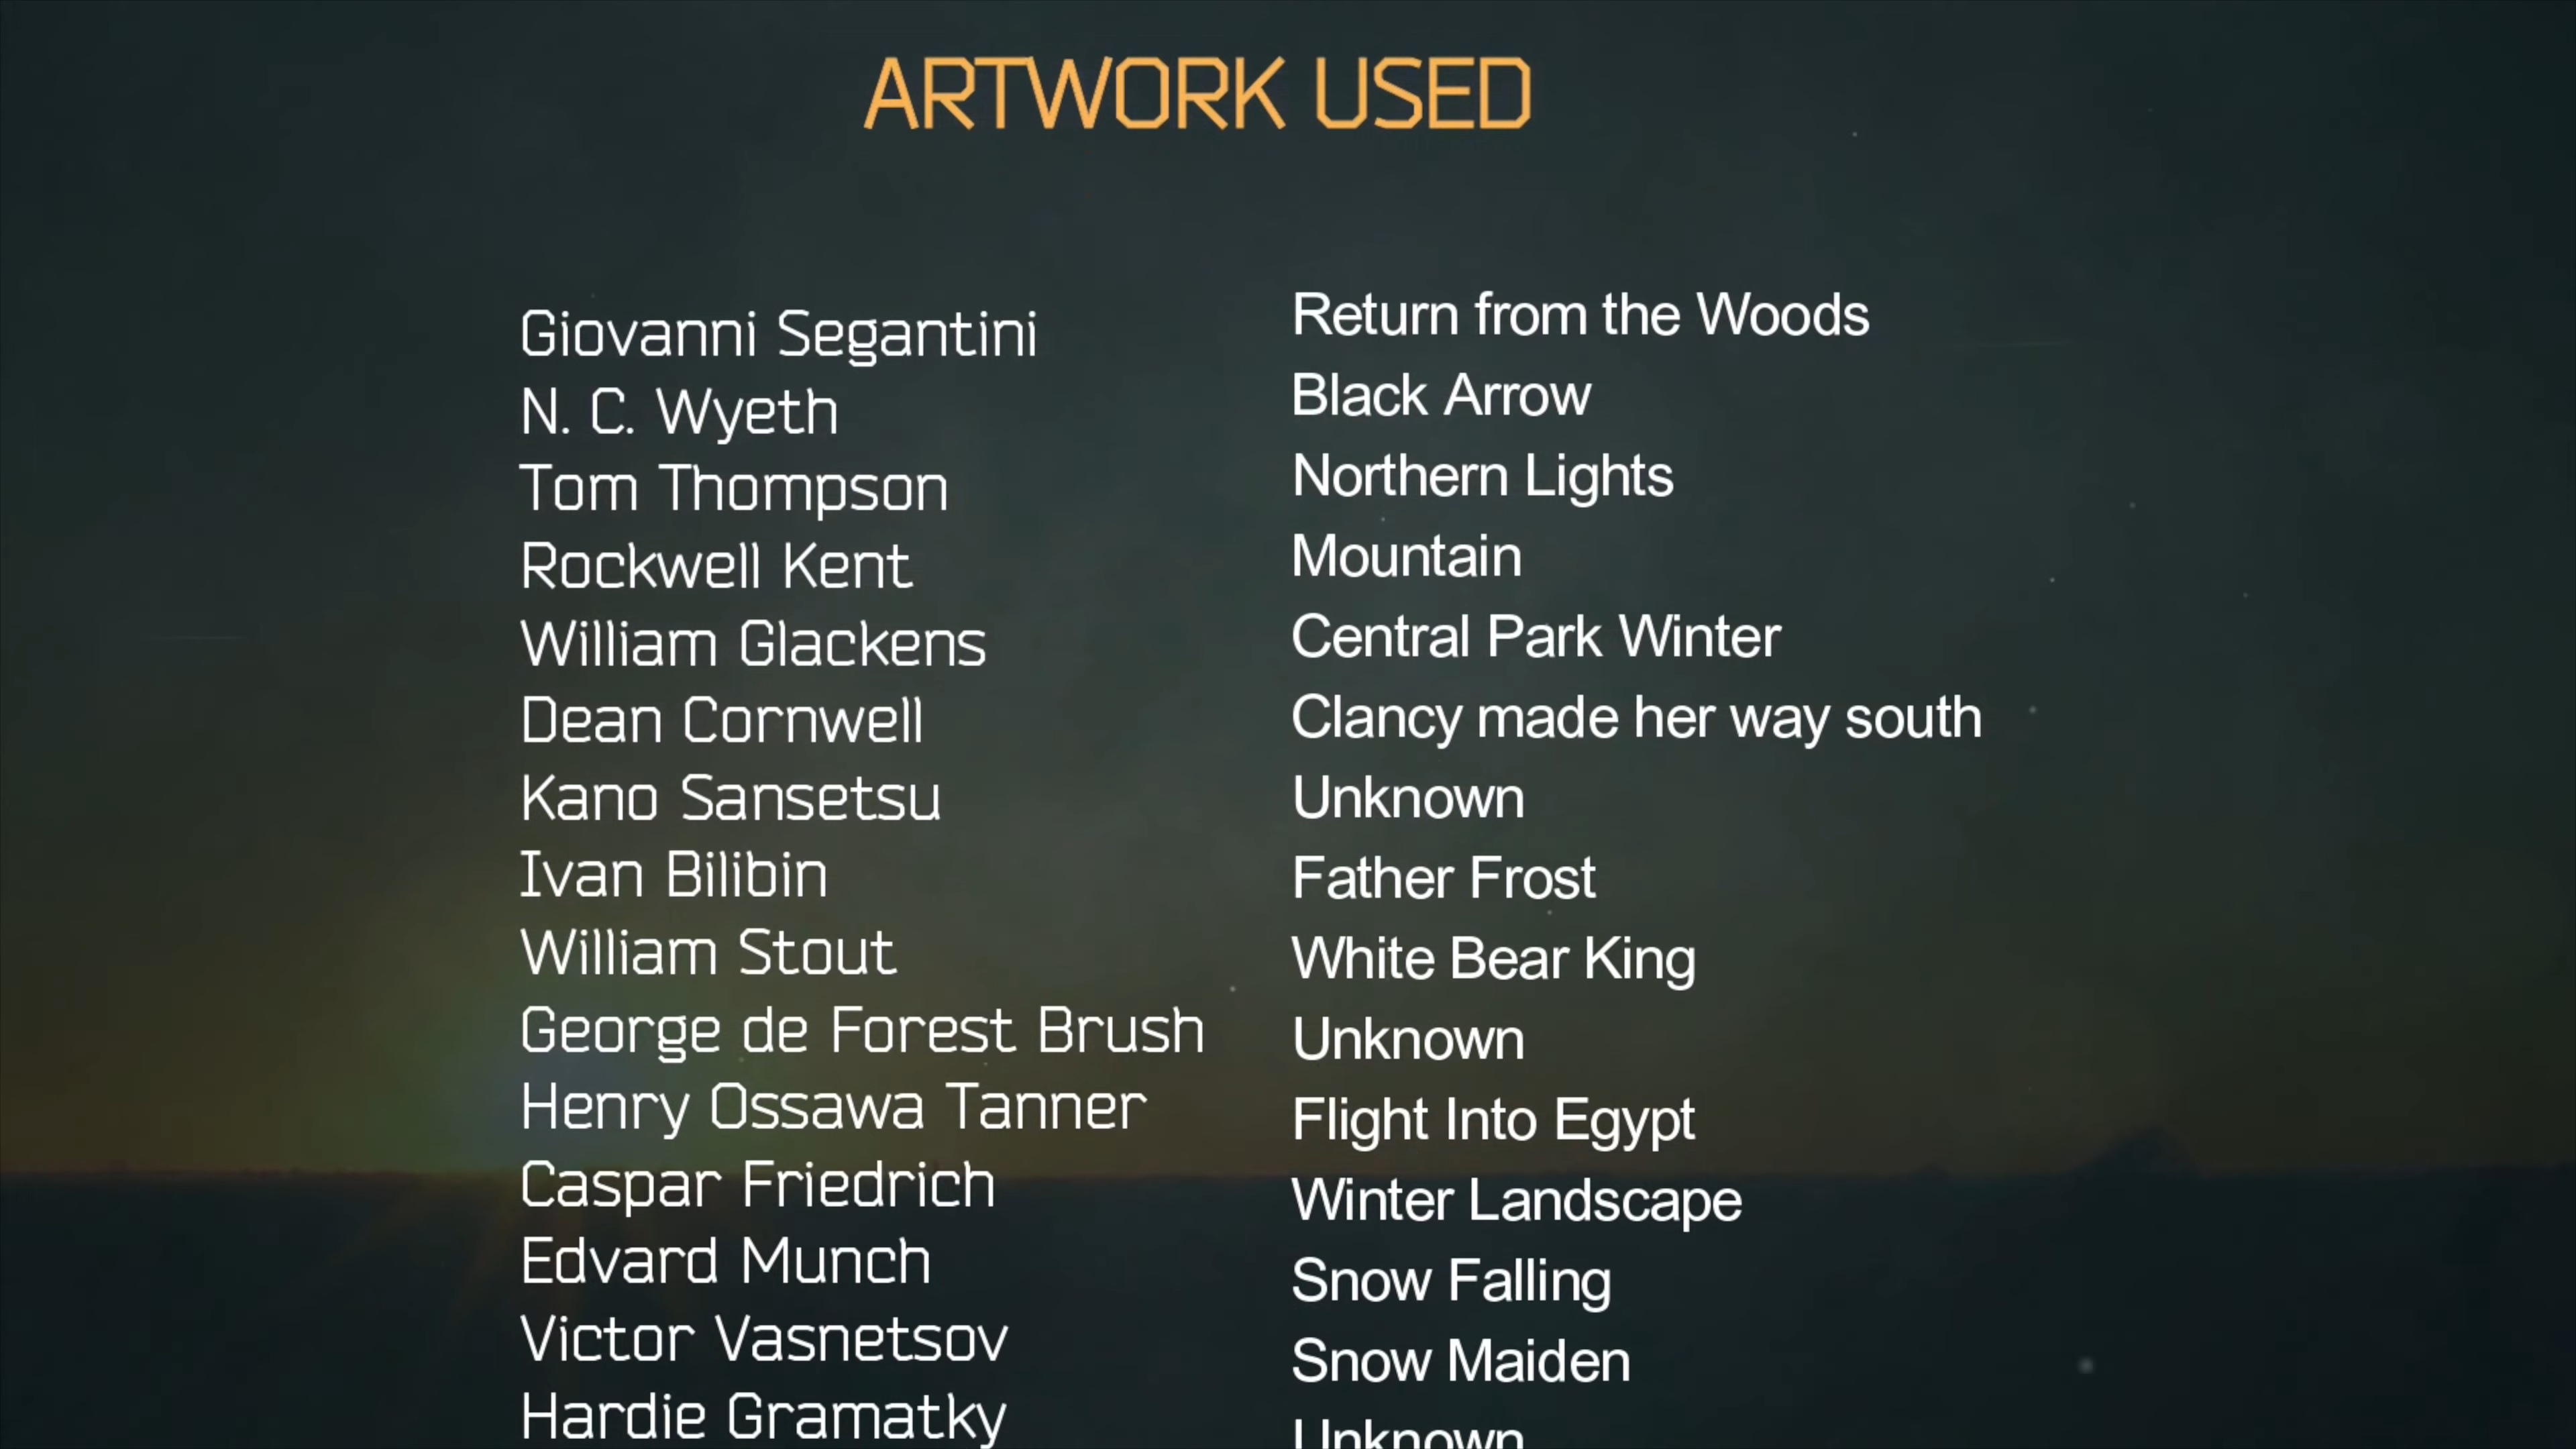 ARTWORK USED
Giovanni Segantini
Return from the Woods
N. C. Wyeth
Black Arrow
Tom Thompson
Northern Lights
Rockwell Kent
Mountain
William Glackens
Central Park Winter
Dean Cornwell
Clancy made her way south
Kano Sansetsu
Unknown
Ivan Bilibin
Father Frost
William Stout
White Bear King
George de Forest Brush
Unknown
Henry Ossawa Tanner
Flight Into Egypt
Caspar Friedrich
Winter Landscape
Edvard Munch
Snow Falling
Victor Vasnetsov
Snow Maiden
Hardie Gramatky
Unknown